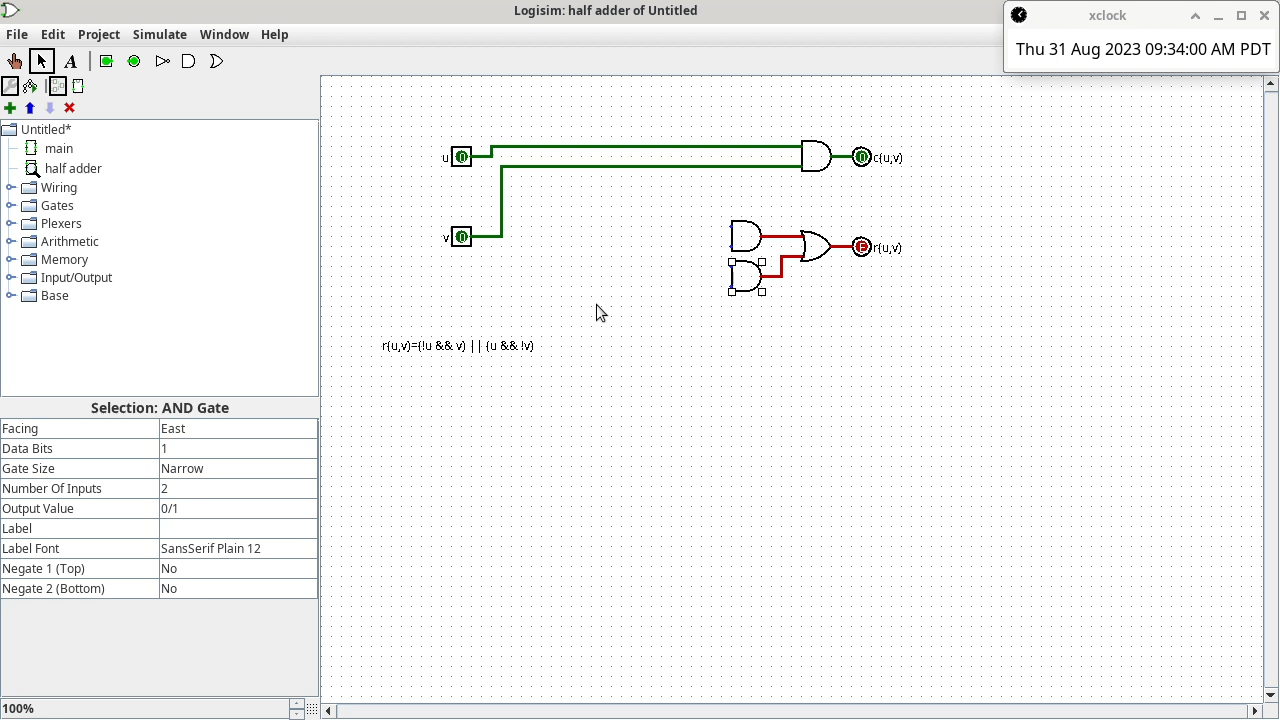 Logisim: half adder of Untitled
xclock
File Edit Project Simulate Window Help
Thu 31 Aug 2023 09:34:00 AM PDT
A
Untitled*
main
half adder
Wiring
Gates
Plexers
Arithmetic
Memory
Input/Output
Base
u 0 0 c(u,v)
v 0 E r(u,v)
r(u,v)=(!u && v) || (u && !v)
Selection: AND Gate
Facing East
Data Bits 1
Gate Size Narrow
Number Of Inputs 2
Output Value 0/1
Label
Label Font SansSerif Plain 12
Negate 1 (Top) No
Negate 2 (Bottom) No
100%